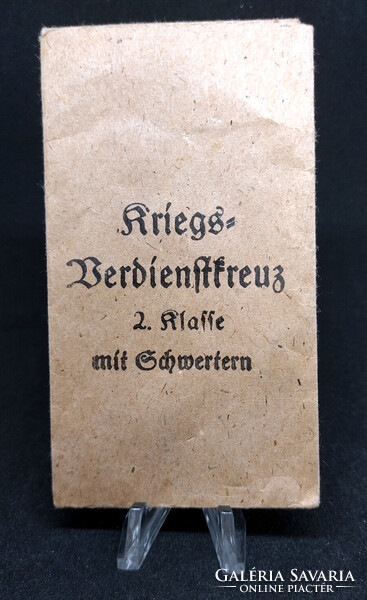 Kriegs=
Verdienstkreuz
2. Klasse
mit Schwertern
GALÉRIA SAVARIA
ONLINE PIACTÉR